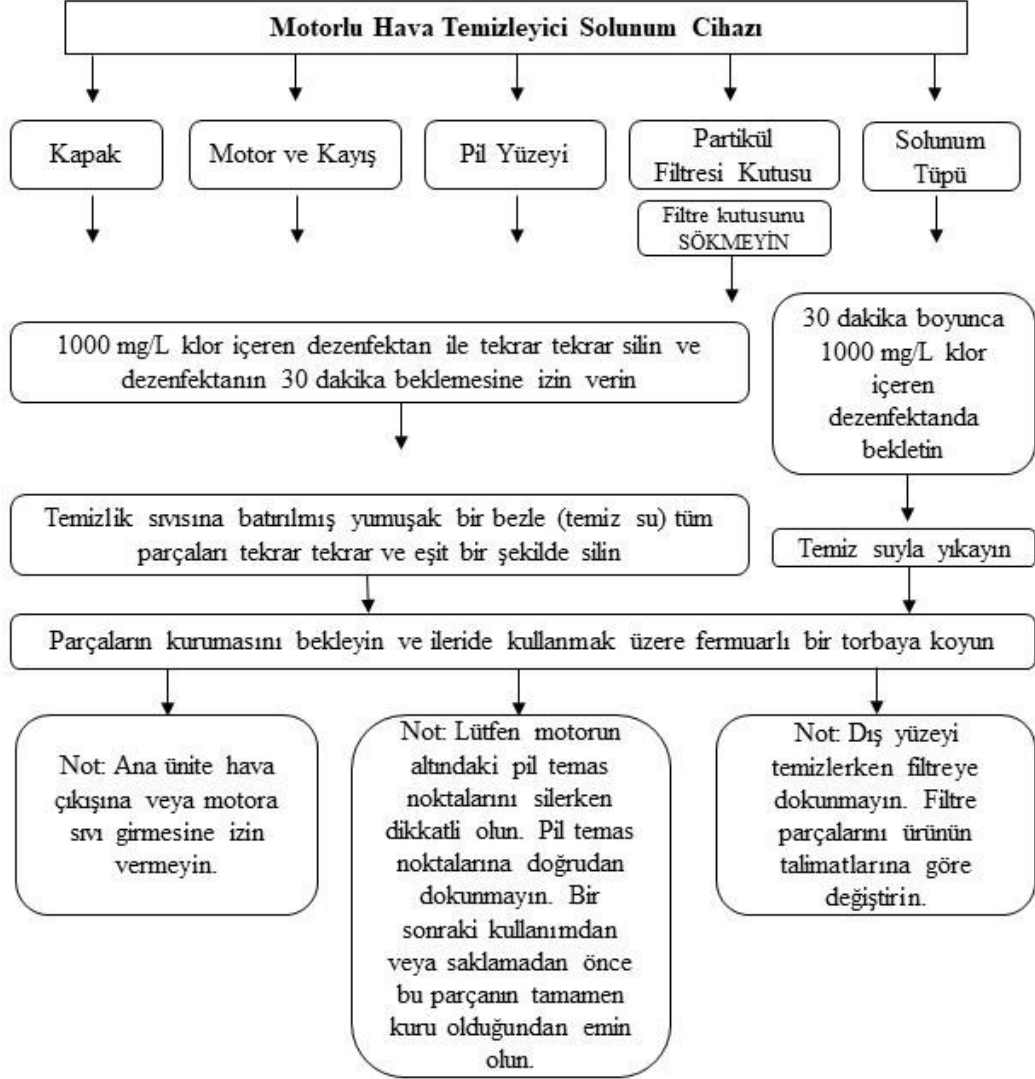 Motorlu Hava Temizleyici Solunum Cihazı
Kapak
Motor ve Kayış
Pil Yüzeyi
Partikül
Filtresi Kutusu
Solunum
Tüpü
Filtre kutusunu
SÖKMEYİN
1000 mg/L klor içeren dezenfektan ile tekrar tekrar silin ve
dezenfektanın 30 dakika beklemesine izin verin
30 dakika boyunca
1000 mg/L klor
içeren
dezenfektanda
bekletin
Temizlik sıvısına batırılmış yumuşak bir bezle (temiz su) tüm
parçaları tekrar tekrar ve eşit bir şekilde silin
Temiz suyla yıkayın
Parçaların kurumasını bekleyin ve ileride kullanmak üzere fermuarlı bir torbaya koyun
Not: Ana ünite hava
çıkışına veya motora
sıvı girmesine izin
vermeyin.
Not: Lütfen motorun
altındaki pil temas
noktalarını silerken
dikkatli olun. Pil temas
noktalarına doğrudan
dokunmayın. Bir
sonraki kullanımdan
veya saklamadan önce
bu parçanın tamamen
kuru olduğundan emin
olun.
Not: Dış yüzeyi
temizlerken filtreye
dokunmayın. Filtre
parçalarını ürünün
talimatlarına göre
değiştirin.